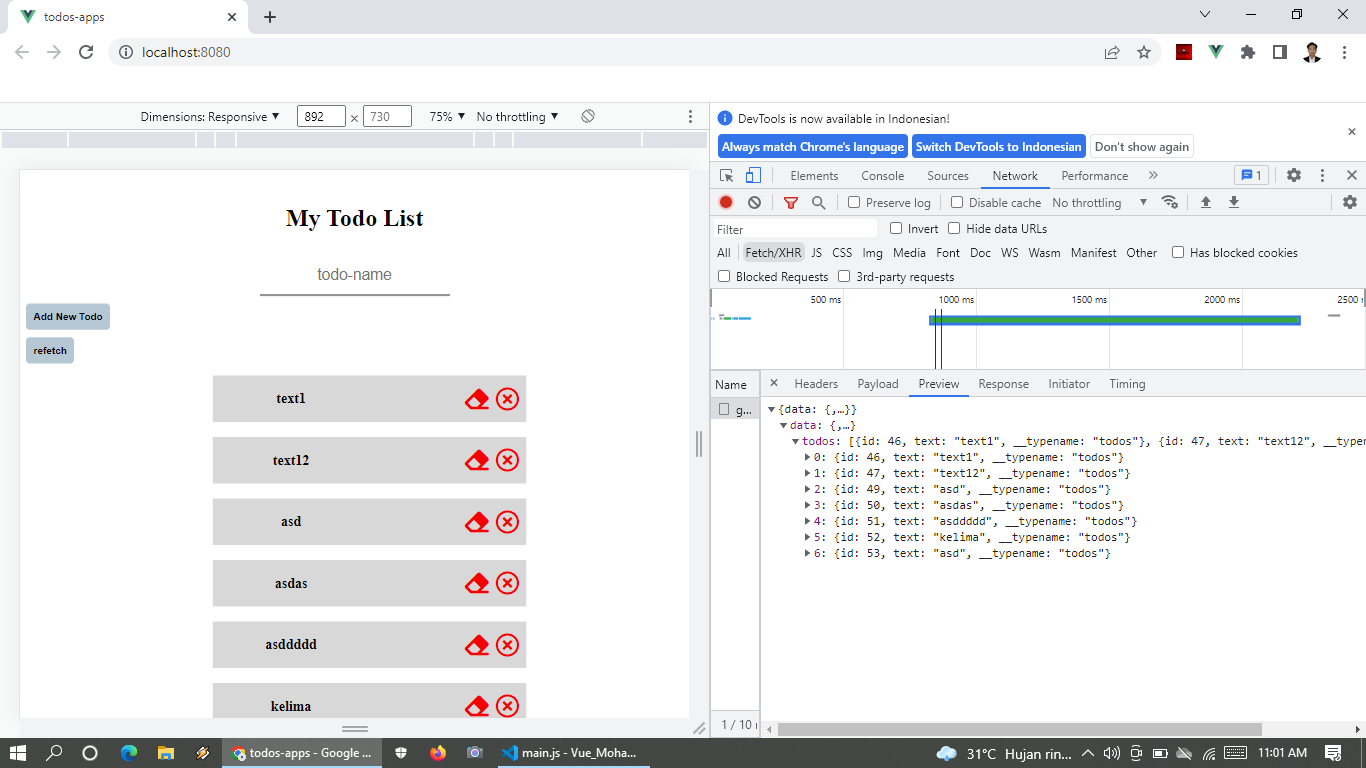 todos-apps
localhost:8080
Dimensions: Responsive ▼ 892 × 730 75% ▼ No throttling ▼
DevTools is now available in Indonesian!
Always match Chrome's language Switch DevTools to Indonesian Don't show again
Elements Console Sources Network Performance » 1
Preserve log Disable cache No throttling ▼
Filter Invert Hide data URLs
All Fetch/XHR JS CSS Img Media Font Doc WS Wasm Manifest Other Has blocked cookies
Blocked Requests 3rd-party requests
500 ms 1000 ms 1500 ms 2000 ms 2500 m
Name
g...
1 / 10 r
× Headers Payload Preview Response Initiator Timing
▼{data: {,…}}
▼data: {,…}
▼todos: [{id: 46, text: "text1", __typename: "todos"}, {id: 47, text: "text12", __typen
▶0: {id: 46, text: "text1", __typename: "todos"}
▶1: {id: 47, text: "text12", __typename: "todos"}
▶2: {id: 49, text: "asd", __typename: "todos"}
▶3: {id: 50, text: "asdas", __typename: "todos"}
▶4: {id: 51, text: "asddddd", __typename: "todos"}
▶5: {id: 52, text: "kelima", __typename: "todos"}
▶6: {id: 53, text: "asd", __typename: "todos"}
My Todo List
todo-name
Add New Todo
refetch
text1
text12
asd
asdas
asddddd
kelima
todos-apps - Google ... main.js - Vue_Moha... 31°C Hujan rin... 11:01 AM